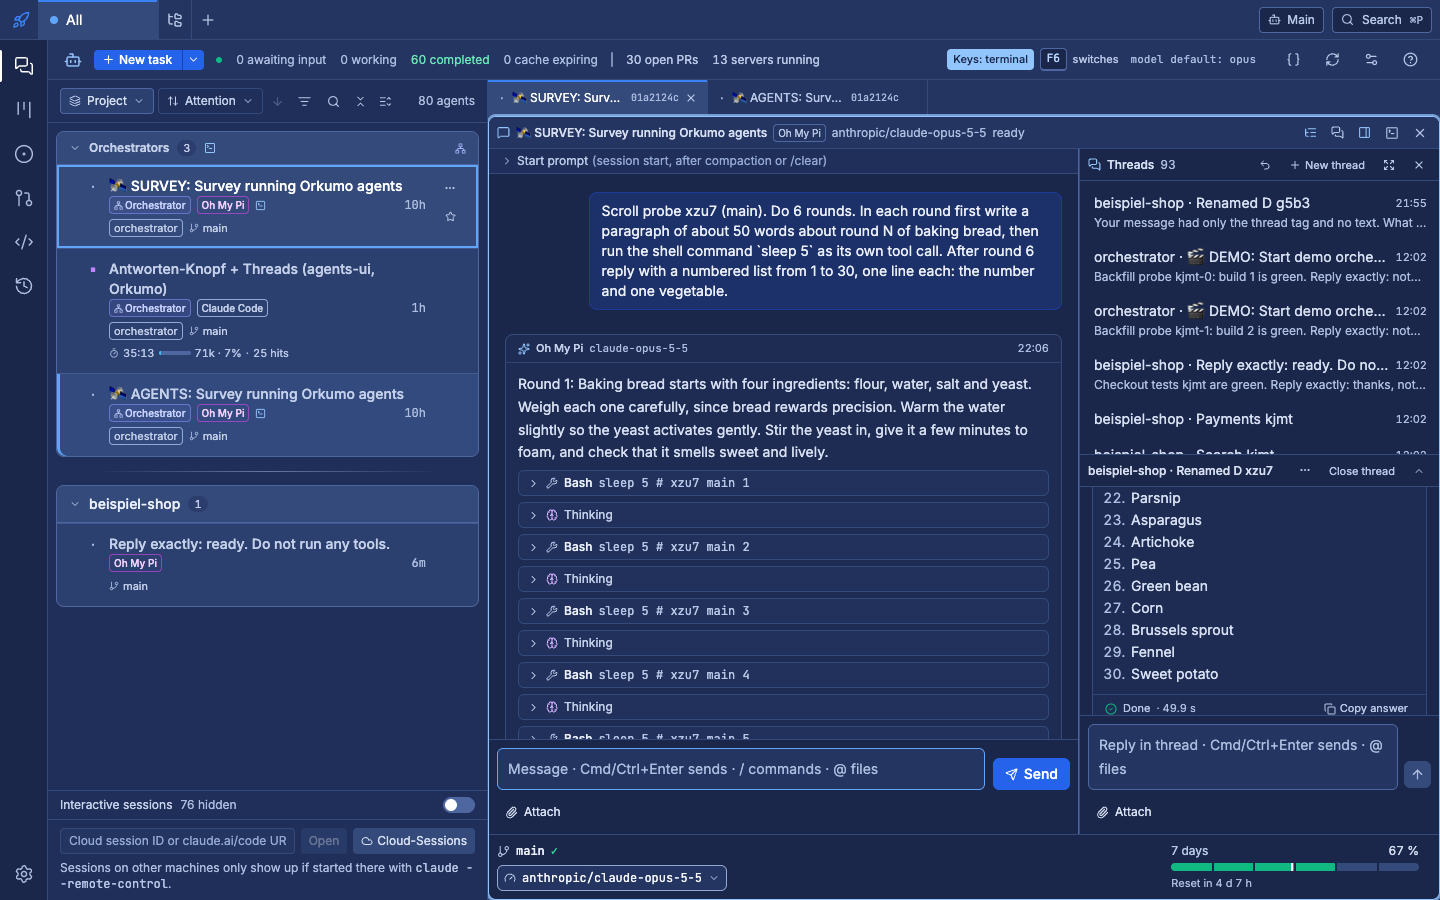 All
Main
Search ⌘P
+ New task
0 awaiting input
0 working
60 completed
0 cache expiring
30 open PRs
13 servers running
Keys: terminal
F6
switches
model default: opus
Project
Attention
80 agents
Orchestrators 3
SURVEY: Survey running Orkumo agents
Orchestrator
Oh My Pi
10h
orchestrator
main
Antworten-Knopf + Threads (agents-ui,
Orkumo)
Orchestrator
Claude Code
1h
orchestrator
main
35:13
71k · 7% · 25 hits
AGENTS: Survey running Orkumo agents
Orchestrator
Oh My Pi
10h
orchestrator
main
beispiel-shop 1
Reply exactly: ready. Do not run any tools.
Oh My Pi
6m
main
Interactive sessions 76 hidden
Cloud session ID or claude.ai/code UR
Open
Cloud-Sessions
Sessions on other machines only show up if started there with claude -
-remote-control.
SURVEY: Surv... 01a2124c
AGENTS: Surv... 01a2124c
SURVEY: Survey running Orkumo agents
Oh My Pi
anthropic/claude-opus-5-5 ready
Start prompt (session start, after compaction or /clear)
Scroll probe xzu7 (main). Do 6 rounds. In each round first write a
paragraph of about 50 words about round N of baking bread, then
run the shell command `sleep 5` as its own tool call. After round 6
reply with a numbered list from 1 to 30, one line each: the number
and one vegetable.
Oh My Pi claude-opus-5-5
22:06
Round 1: Baking bread starts with four ingredients: flour, water, salt and yeast.
Weigh each one carefully, since bread rewards precision. Warm the water
slightly so the yeast activates gently. Stir the yeast in, give it a few minutes to
foam, and check that it smells sweet and lively.
Bash sleep 5 # xzu7 main 1
Thinking
Bash sleep 5 # xzu7 main 2
Thinking
Bash sleep 5 # xzu7 main 3
Thinking
Bash sleep 5 # xzu7 main 4
Thinking
Bash sleep 5 # xzu7 main 5
Message · Cmd/Ctrl+Enter sends · / commands · @ files
Send
Attach
main ✓
anthropic/claude-opus-5-5
Threads 93
+ New thread
beispiel-shop · Renamed D g5b3
21:55
Your message had only the thread tag and no text. What ...
orchestrator · DEMO: Start demo orche...
12:02
Backfill probe kjmt-0: build 1 is green. Reply exactly: not...
orchestrator · DEMO: Start demo orche...
12:02
Backfill probe kjmt-1: build 2 is green. Reply exactly: not...
beispiel-shop · Reply exactly: ready. Do no...
12:02
Checkout tests kjmt are green. Reply exactly: thanks, not...
beispiel-shop · Payments kjmt
12:02
beispiel-shop · Search kjmt
12:02
beispiel-shop · Renamed D xzu7
Close thread
22. Parsnip
23. Asparagus
24. Artichoke
25. Pea
26. Green bean
27. Corn
28. Brussels sprout
29. Fennel
30. Sweet potato
Done · 49.9 s
Copy answer
Reply in thread · Cmd/Ctrl+Enter sends · @
files
Attach
7 days
67 %
Reset in 4 d 7 h